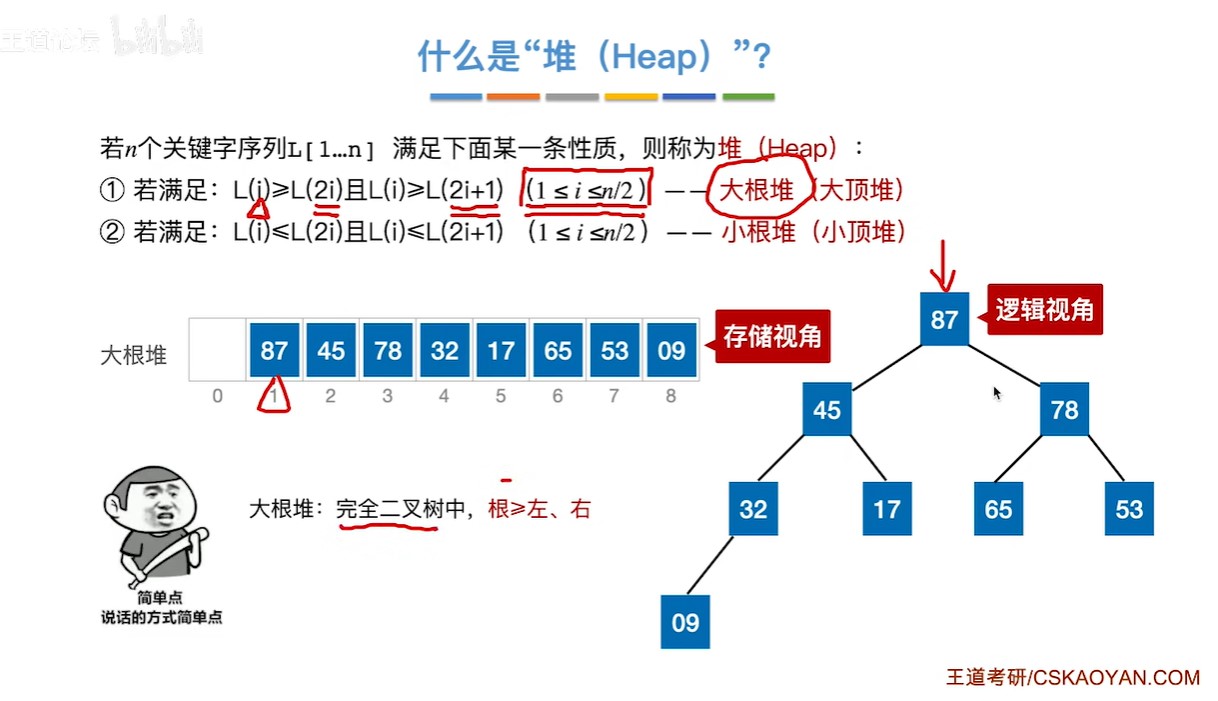 王道论坛 bilibili
什么是“堆（Heap）”？
若n个关键字序列L[1…n] 满足下面某一条性质，则称为堆（Heap）：
① 若满足：L(i)≥L(2i)且L(i)≥L(2i+1) （1 ≤ i ≤n/2）—— 大根堆（大顶堆）
② 若满足：L(i)≤L(2i)且L(i)≤L(2i+1) （1 ≤ i ≤n/2）—— 小根堆（小顶堆）
大根堆
87 45 78 32 17 65 53 09
0 1 2 3 4 5 6 7 8
存储视角
逻辑视角
87
45 78
32 17 65 53
09
大根堆：完全二叉树中，根≥左、右
简单点
说话的方式简单点
王道考研/CSKAOYAN.COM